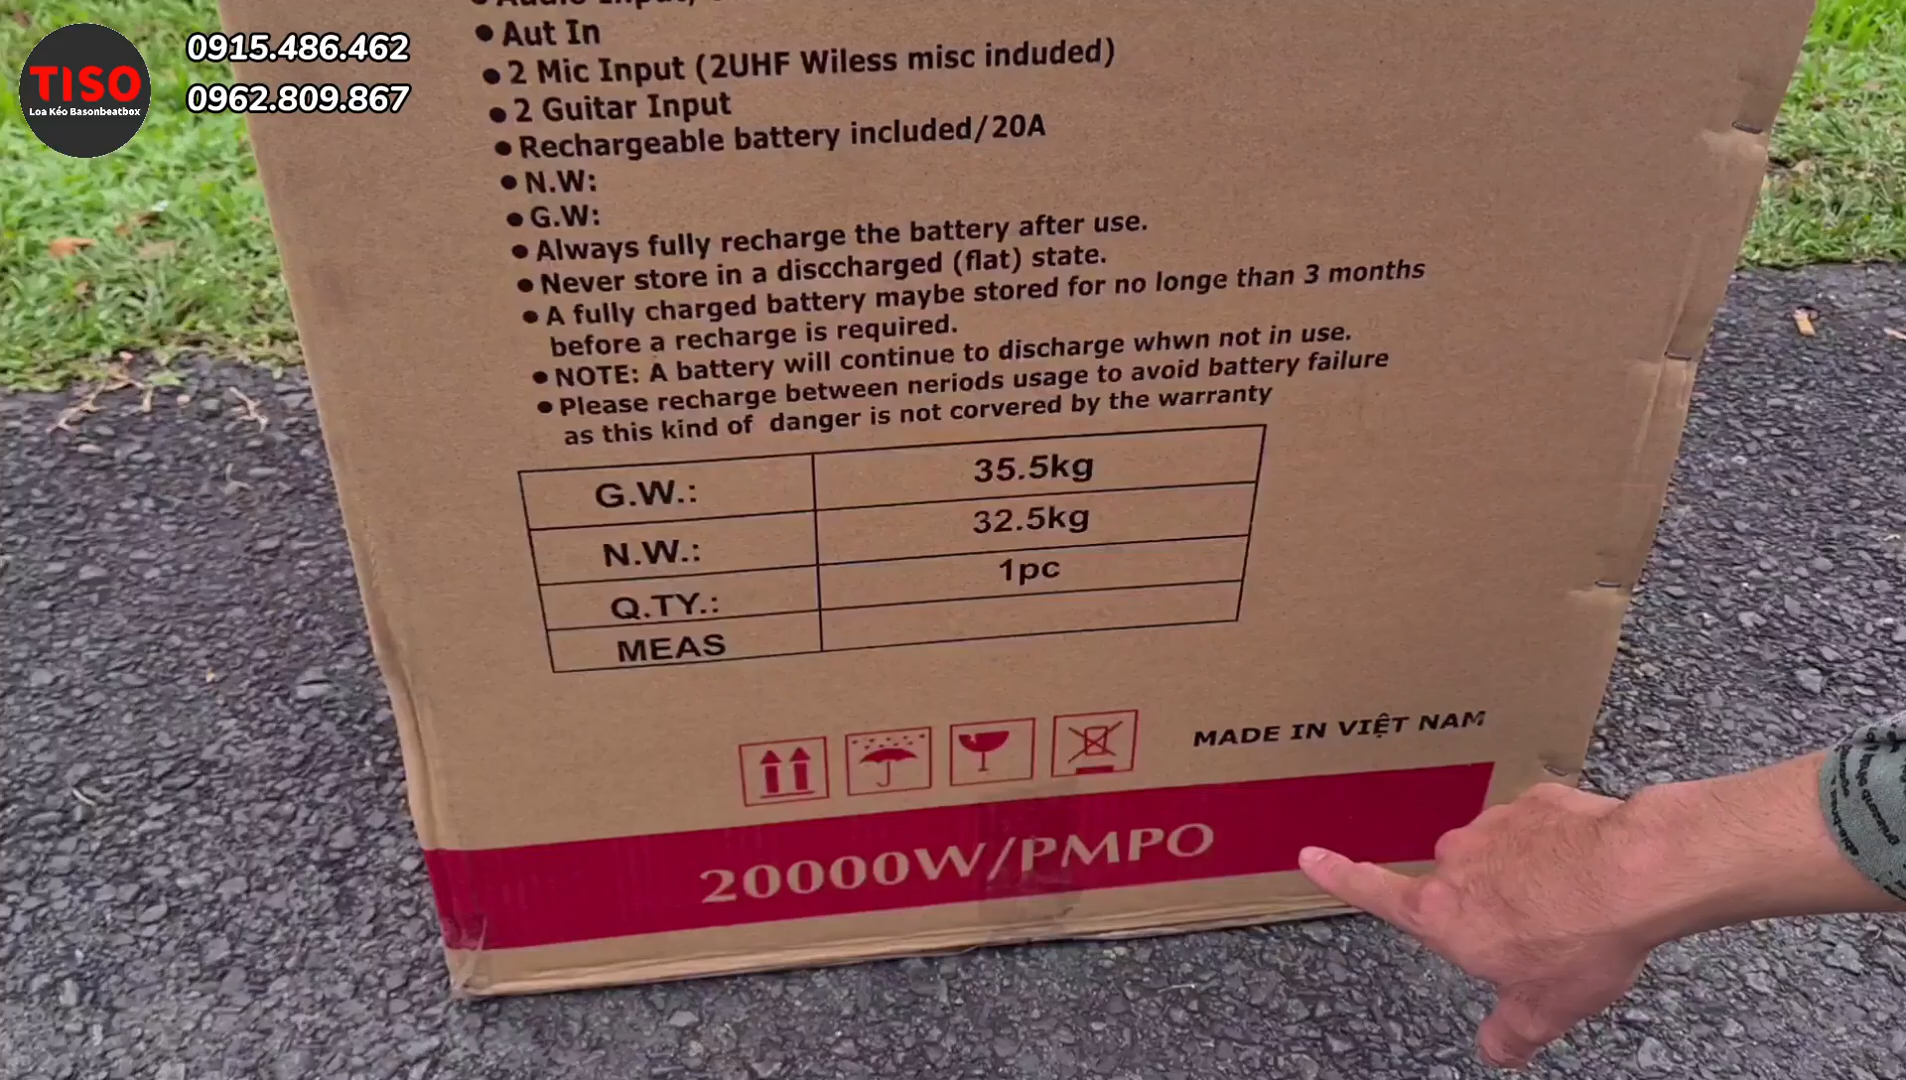 TISO
Loa Kéo Basonbeatbox
0915.486.462
0962.809.867
● Aut In
● 2 Mic Input (2UHF Wiless misc induded)
● 2 Guitar Input
● Rechargeable battery included/20A
● N.W:
● G.W:
● Always fully recharge the battery after use.
● Never store in a disccharged (flat) state.
● A fully charged battery maybe stored for no longe than 3 months
before a recharge is required.
● NOTE: A battery will continue to discharge whwn not in use.
● Please recharge between neriods usage to avoid battery failure
as this kind of danger is not corvered by the warranty
G.W.: 35.5kg
N.W.: 32.5kg
Q.TY.: 1pc
MEAS
MADE IN VIỆT NAM
20000W/PMPO